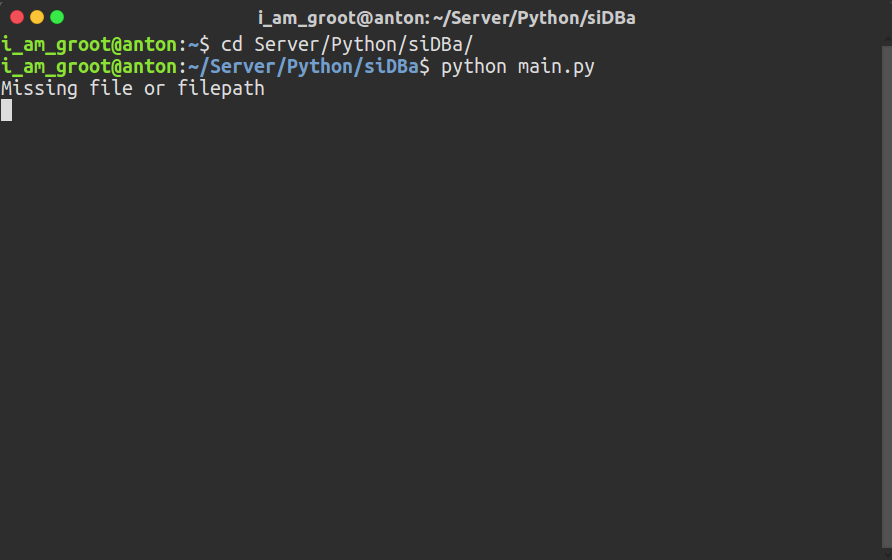 i_am_groot@anton: ~/Server/Python/siDBa
i_am_groot@anton:~$ cd Server/Python/siDBa/
i_am_groot@anton:~/Server/Python/siDBa$ python main.py
Missing file or filepath